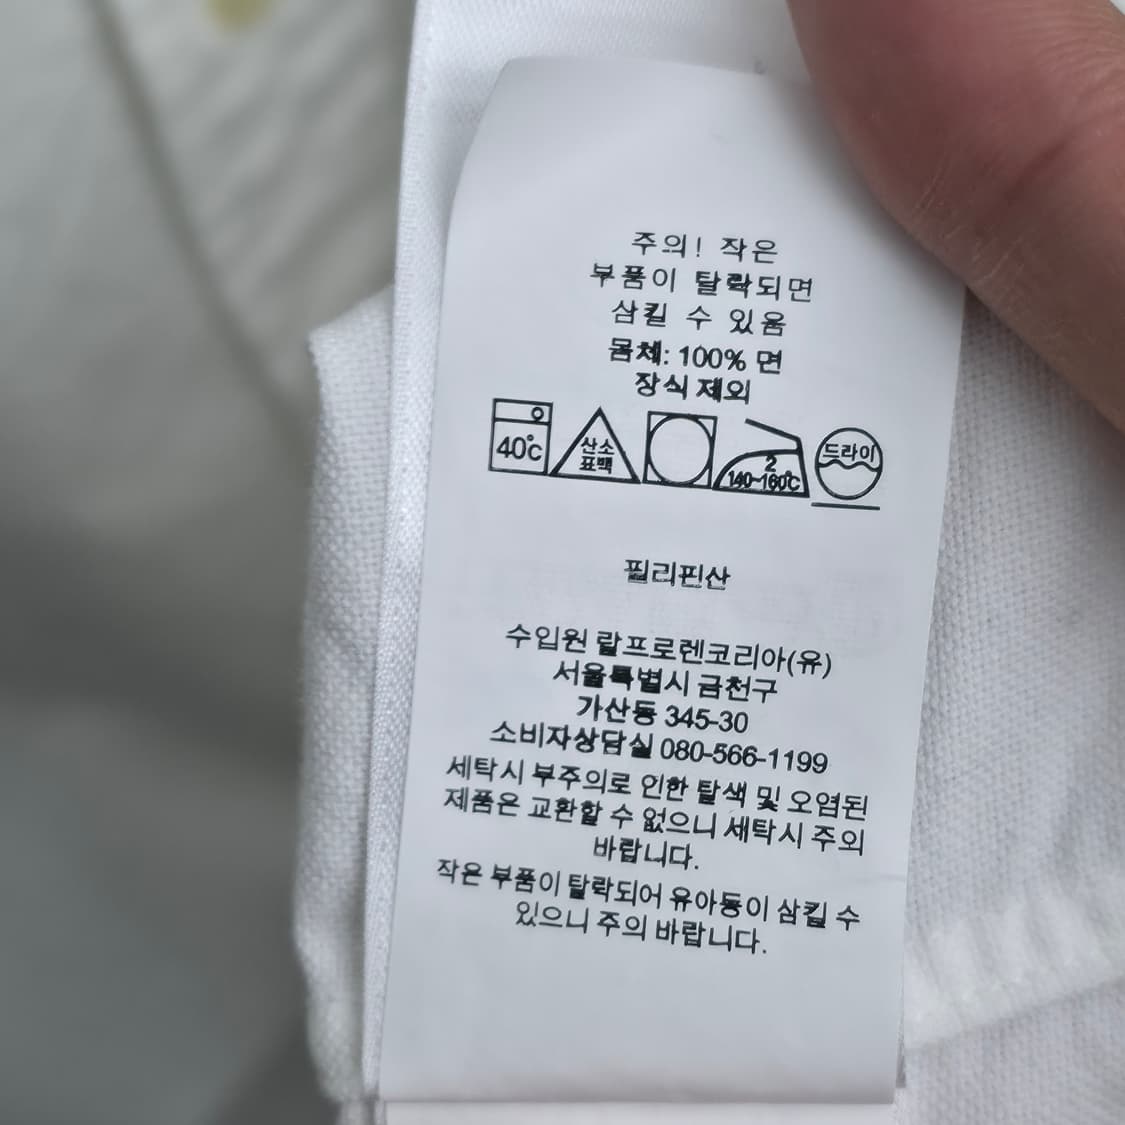 주의! 작은
부품이 탈락되면
삼킬 수 있음
몸체: 100% 면
장식 제외
40℃ 산소 표백 2 140~160℃ 드라이
필리핀산
수입원 랄프로렌코리아(유)
서울특별시 금천구
가산동 345-30
소비자상담실 080-566-1199
세탁시 부주의로 인한 탈색 및 오염된
제품은 교환할 수 없으니 세탁시 주의
바랍니다.
작은 부품이 탈락되어 유아동이 삼킬 수
있으니 주의 바랍니다.